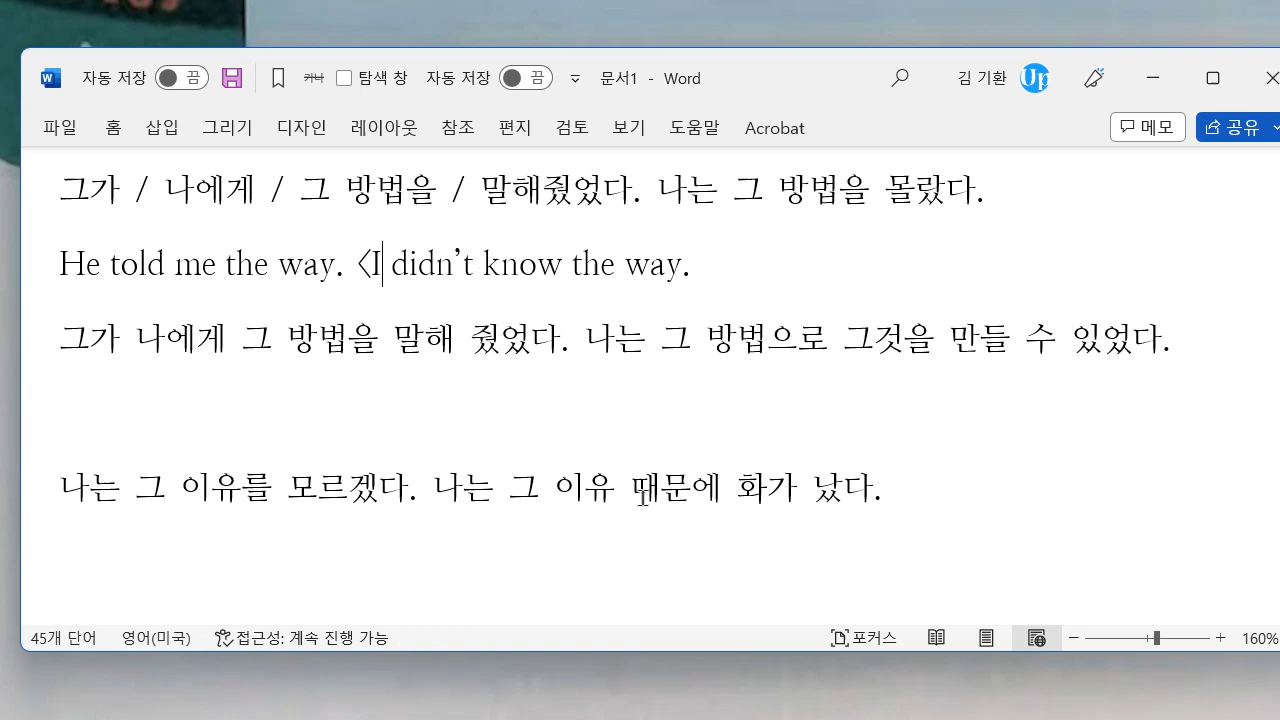 자동 저장 끔 가나 탐색 창 자동 저장 끔 문서1 - Word 김 기환 Up
파일 홈 삽입 그리기 디자인 레이아웃 참조 편지 검토 보기 도움말 Acrobat 메모 공유
그가 / 나에게 / 그 방법을 / 말해줬었다. 나는 그 방법을 몰랐다.
He told me the way. <I didn't know the way.
그가 나에게 그 방법을 말해 줬었다. 나는 그 방법으로 그것을 만들 수 있었다.
나는 그 이유를 모르겠다. 나는 그 이유 때문에 화가 났다.
45개 단어 영어(미국) 접근성: 계속 진행 가능 포커스 160%